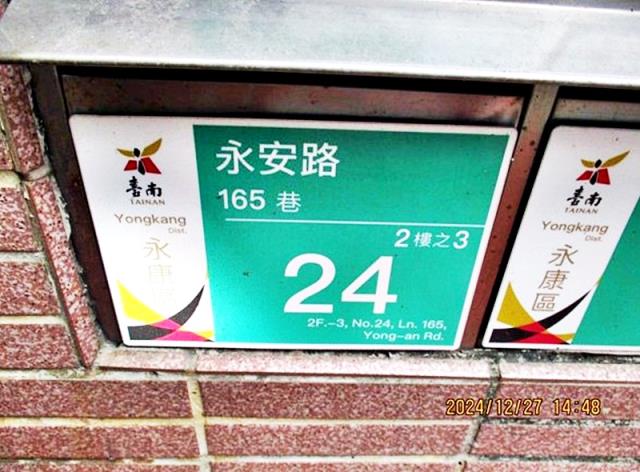 臺南
TAINAN
Yongkang
Dist.
永康區
永安路
165 巷
2樓之3
24
2F.-3, No.24, Ln. 165,
Yong-an Rd.
臺南
TAINAN
Yongkang
Dist.
永康區
2024/12/27 14:48